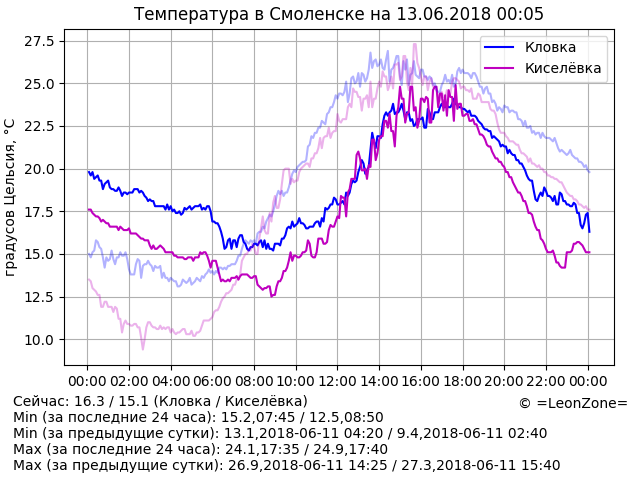 Температура в Смоленске на 13.06.2018 00:05
Кловка
Киселёвка
градусов Цельсия, °C
27.5
25.0
22.5
20.0
17.5
15.0
12.5
10.0
00:00 02:00 04:00 06:00 08:00 10:00 12:00 14:00 16:00 18:00 20:00 22:00 00:00
Сейчас: 16.3 / 15.1 (Кловка / Киселёвка)
© =LeonZone=
Min (за последние 24 часа): 15.2,07:45 / 12.5,08:50
Min (за предыдущие сутки): 13.1,2018-06-11 04:20 / 9.4,2018-06-11 02:40
Max (за последние 24 часа): 24.1,17:35 / 24.9,17:40
Max (за предыдущие сутки): 26.9,2018-06-11 14:25 / 27.3,2018-06-11 15:40